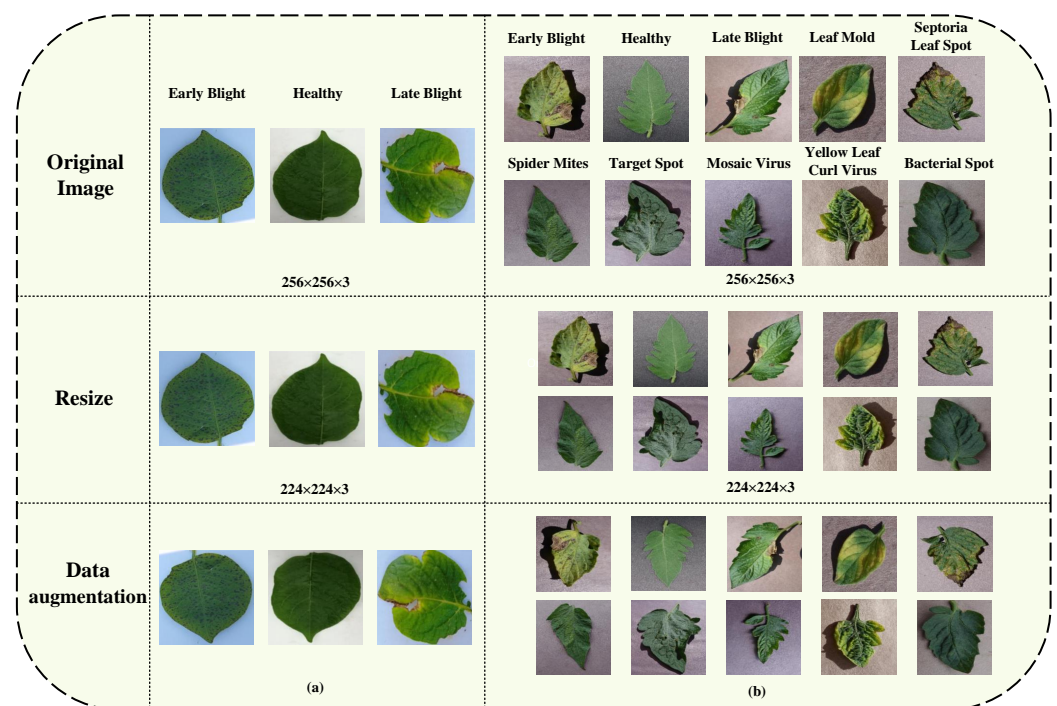 Early Blight
Healthy
Late Blight
Early Blight
Healthy
Late Blight
Leaf Mold
Septoria
Leaf Spot
Original
Image
Spider Mites
Target Spot
Mosaic Virus
Yellow Leaf
Curl Virus
Bacterial Spot
256×256×3
256×256×3
Resize
224×224×3
224×224×3
Data
augmentation
(a)
(b)